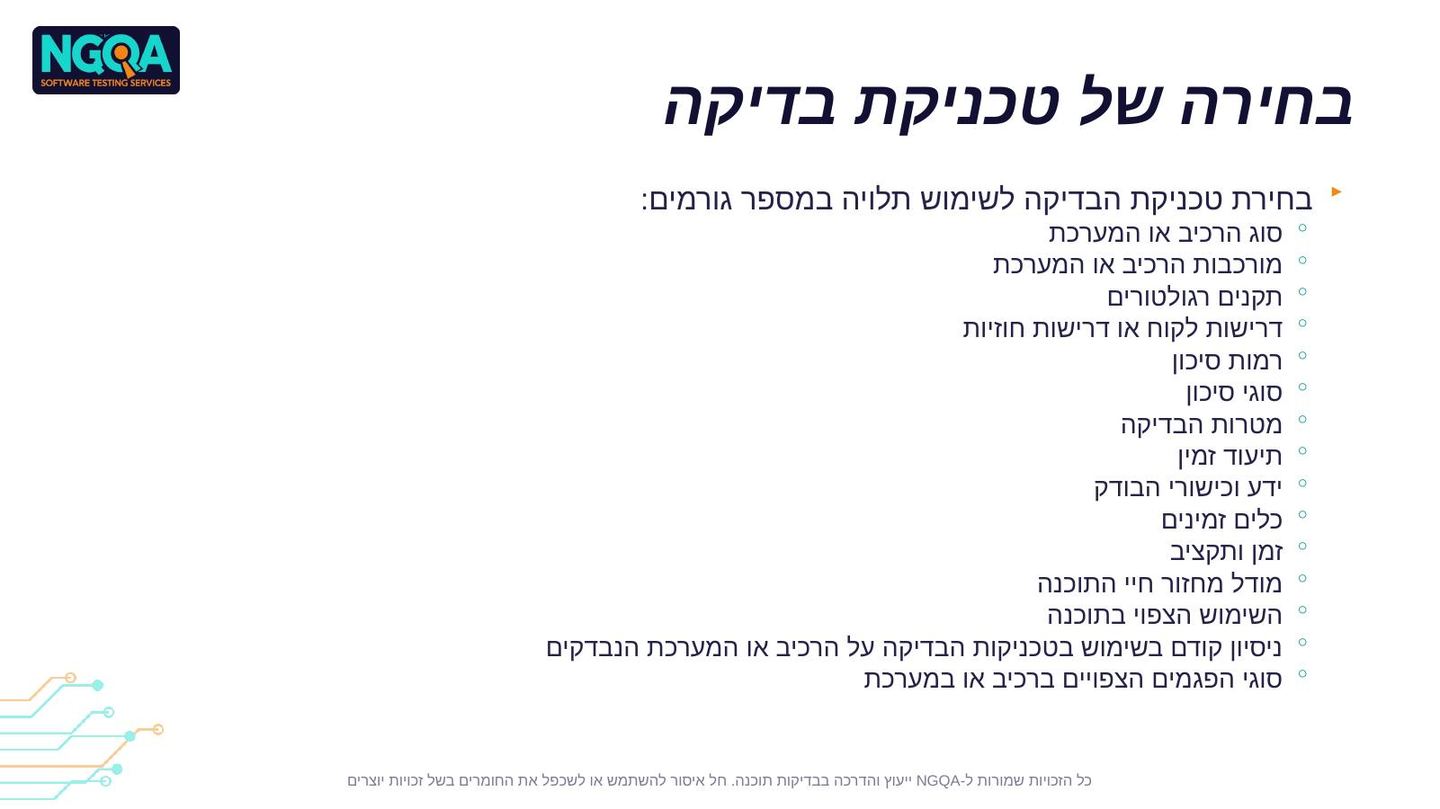 NGQA
SOFTWARE TESTING SERVICES
בחירה של טכניקת בדיקה
בחירת טכניקת הבדיקה לשימוש תלויה במספר גורמים:
סוג הרכיב או המערכת
מורכבות הרכיב או המערכת
תקנים רגולטורים
דרישות לקוח או דרישות חוזיות
רמות סיכון
סוגי סיכון
מטרות הבדיקה
תיעוד זמין
ידע וכישורי הבודק
כלים זמינים
זמן ותקציב
מודל מחזור חיי התוכנה
השימוש הצפוי בתוכנה
ניסיון קודם בשימוש בטכניקות הבדיקה על הרכיב או המערכת הנבדקים
סוגי הפגמים הצפויים ברכיב או במערכת
כל הזכויות שמורות ל-NGQA ייעוץ והדרכה בבדיקות תוכנה. חל איסור להשתמש או לשכפל את החומרים בשל זכויות יוצרים